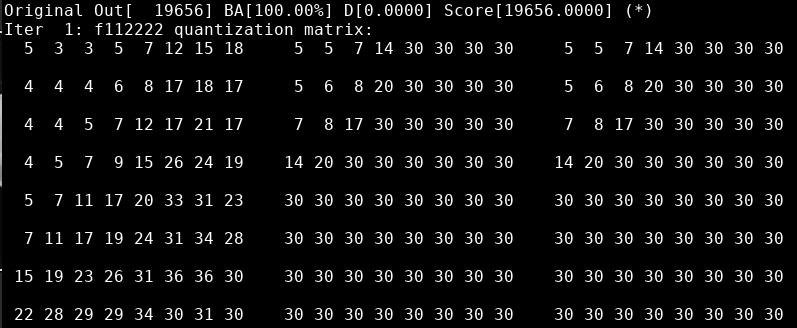 Original Out[  19656] BA[100.00%] D[0.0000] Score[19656.0000] (*)
Iter  1: f112222 quantization matrix:
  5  3  3  5  7 12 15 18     5  5  7 14 30 30 30 30     5  5  7 14 30 30 30 30
  4  4  4  6  8 17 18 17     5  6  8 20 30 30 30 30     5  6  8 20 30 30 30 30
  4  4  5  7 12 17 21 17     7  8 17 30 30 30 30 30     7  8 17 30 30 30 30 30
  4  5  7  9 15 26 24 19    14 20 30 30 30 30 30 30    14 20 30 30 30 30 30 30
  5  7 11 17 20 33 31 23    30 30 30 30 30 30 30 30    30 30 30 30 30 30 30 30
  7 11 17 19 24 31 34 28    30 30 30 30 30 30 30 30    30 30 30 30 30 30 30 30
 15 19 23 26 31 36 36 30    30 30 30 30 30 30 30 30    30 30 30 30 30 30 30 30
 22 28 29 29 34 30 31 30    30 30 30 30 30 30 30 30    30 30 30 30 30 30 30 30